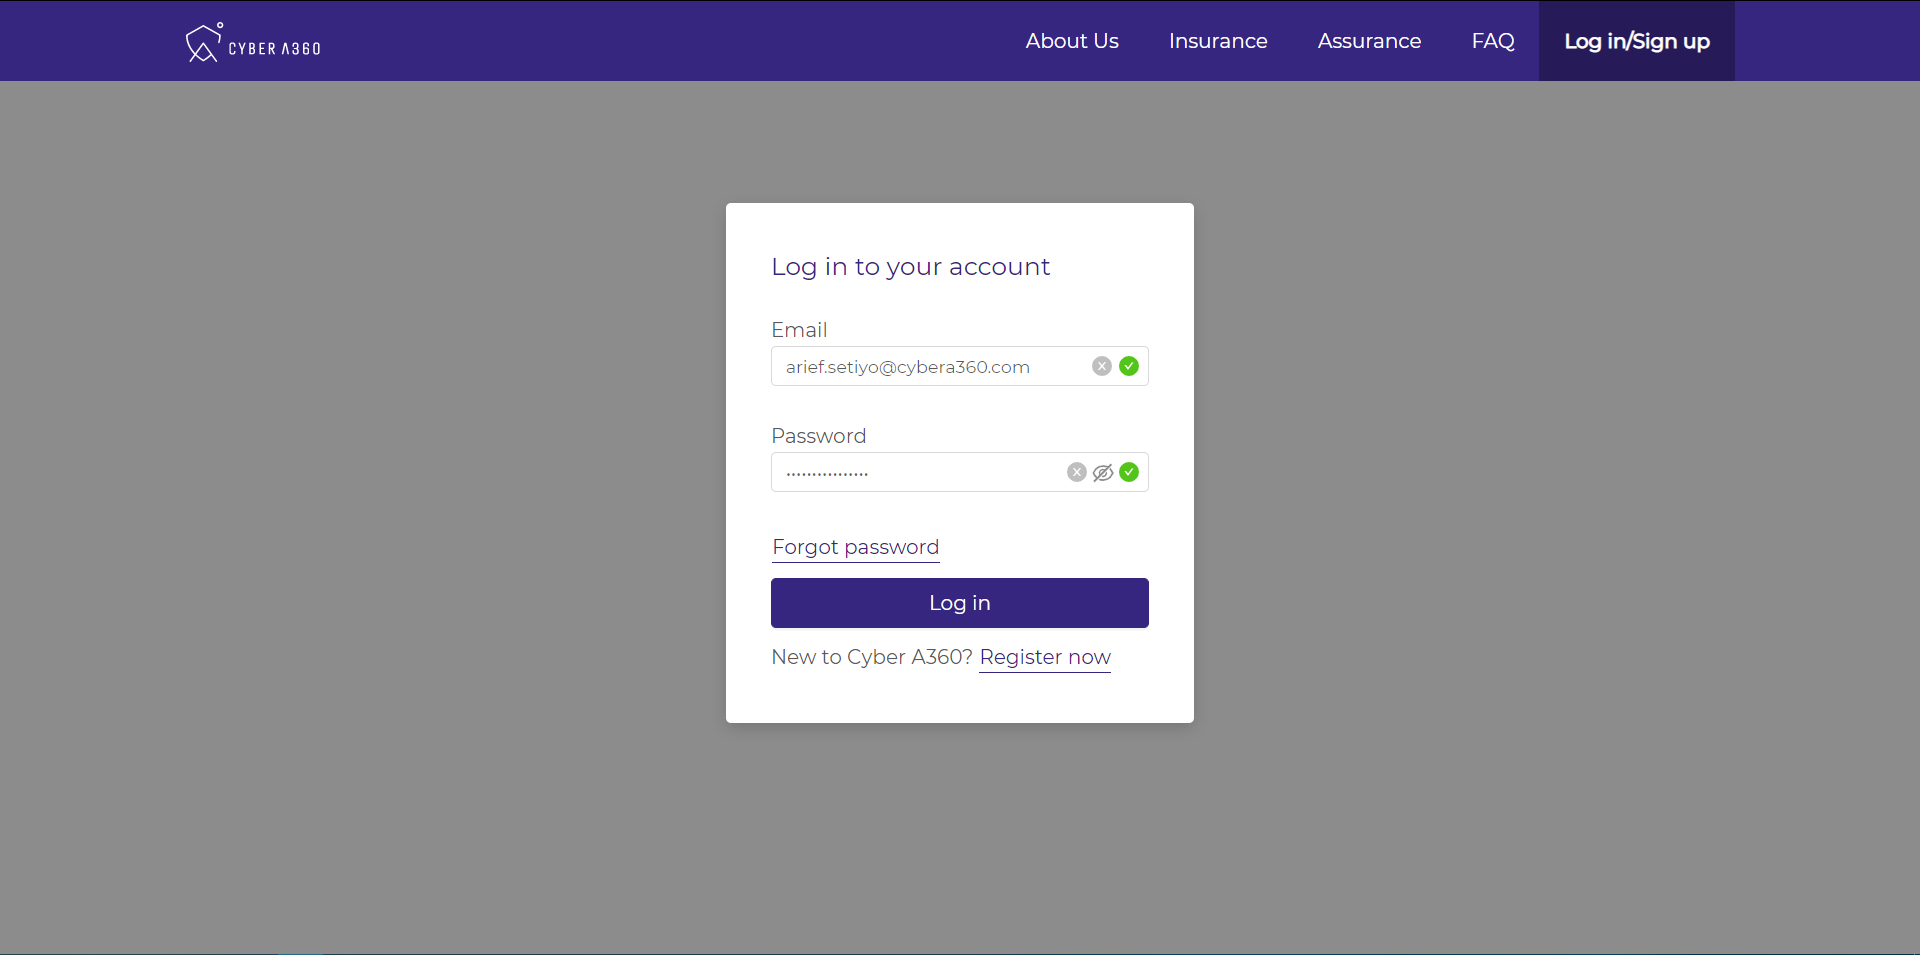 CYBER A360
About Us Insurance Assurance FAQ Log in/Sign up
Log in to your account
Email
arief.setiyo@cybera360.com
Password
••••••••••••••••
Forgot password
Log in
New to Cyber A360? Register now